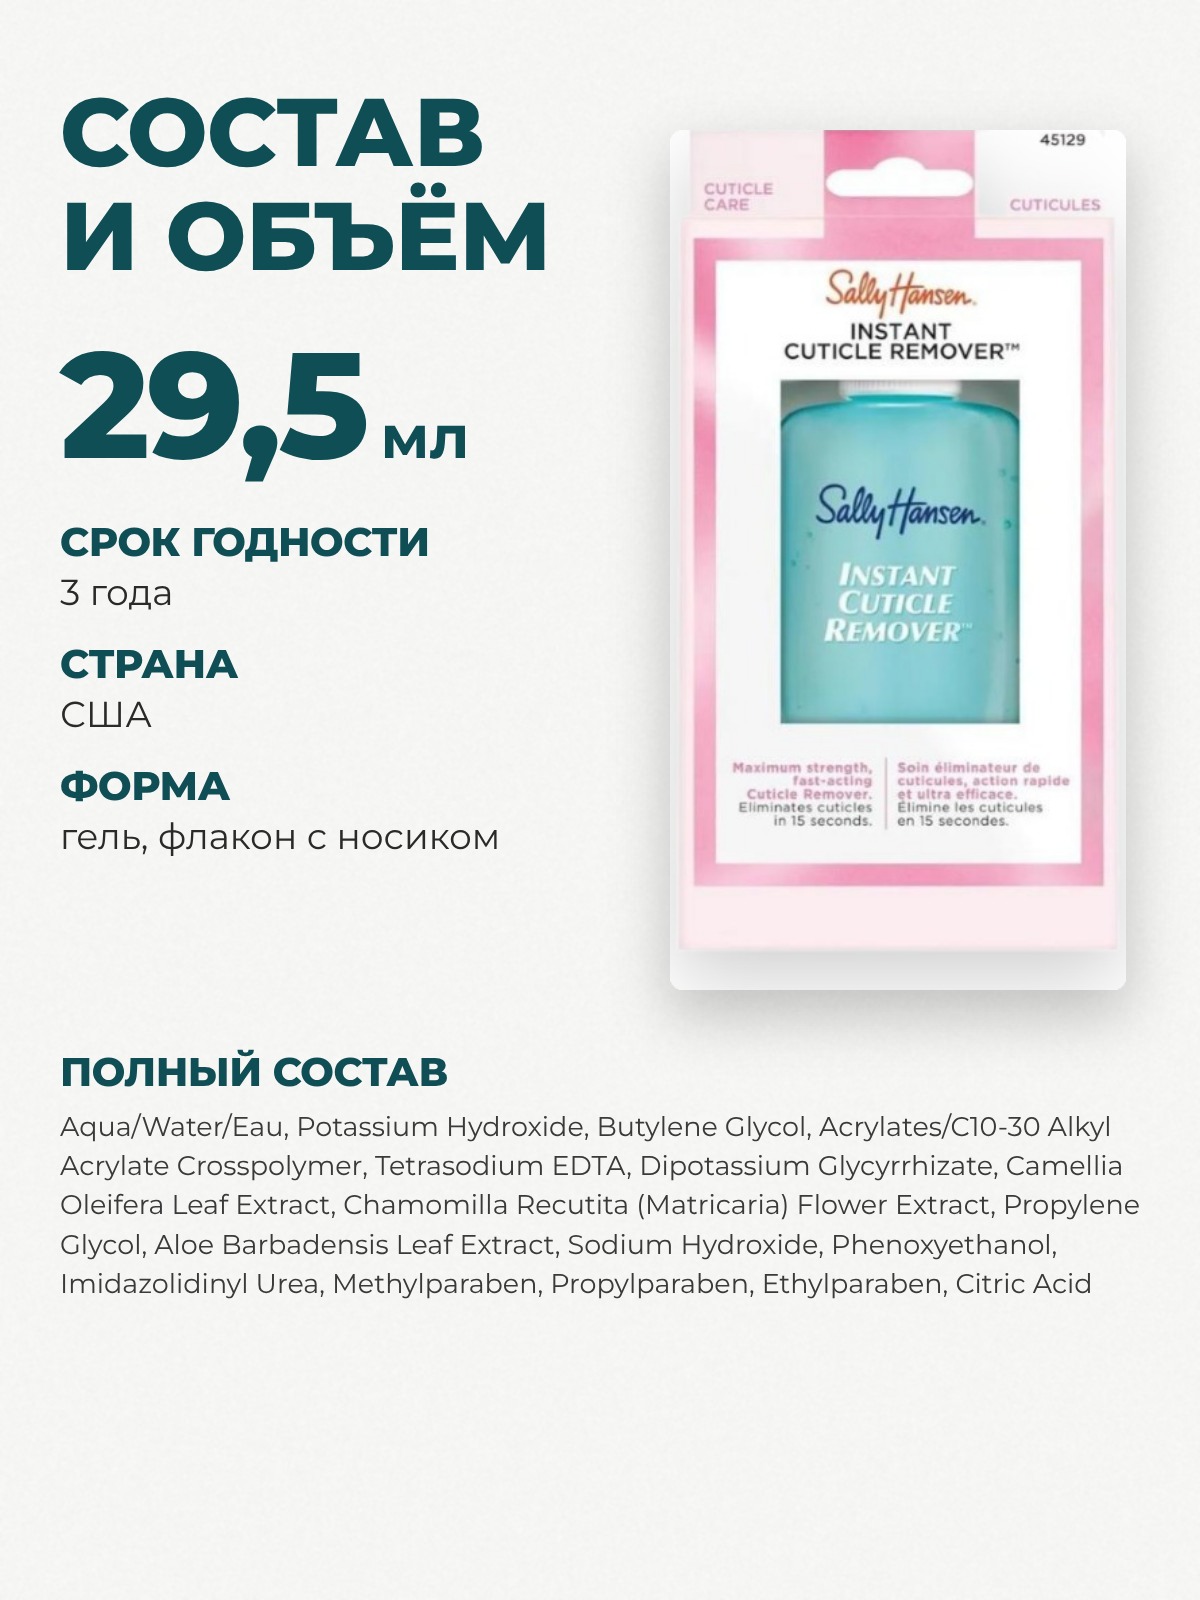 СОСТАВ
И ОБЪЁМ
29,5 мл
СРОК ГОДНОСТИ
3 года
СТРАНА
США
ФОРМА
гель, флакон с носиком
45129
CUTICLE
CARE
CUTICULES
Sally Hansen.
INSTANT
CUTICLE REMOVER™
Sally Hansen.
INSTANT
CUTICLE
REMOVER™
Maximum strength,
fast-acting
Cuticle Remover.
Eliminates cuticles
in 15 seconds.
Soin éliminateur de
cuticules, action rapide
et ultra efficace.
Élimine les cuticules
en 15 secondes.
ПОЛНЫЙ СОСТАВ
Aqua/Water/Eau, Potassium Hydroxide, Butylene Glycol, Acrylates/C10-30 Alkyl
Acrylate Crosspolymer, Tetrasodium EDTA, Dipotassium Glycyrrhizate, Camellia
Oleifera Leaf Extract, Chamomilla Recutita (Matricaria) Flower Extract, Propylene
Glycol, Aloe Barbadensis Leaf Extract, Sodium Hydroxide, Phenoxyethanol,
Imidazolidinyl Urea, Methylparaben, Propylparaben, Ethylparaben, Citric Acid